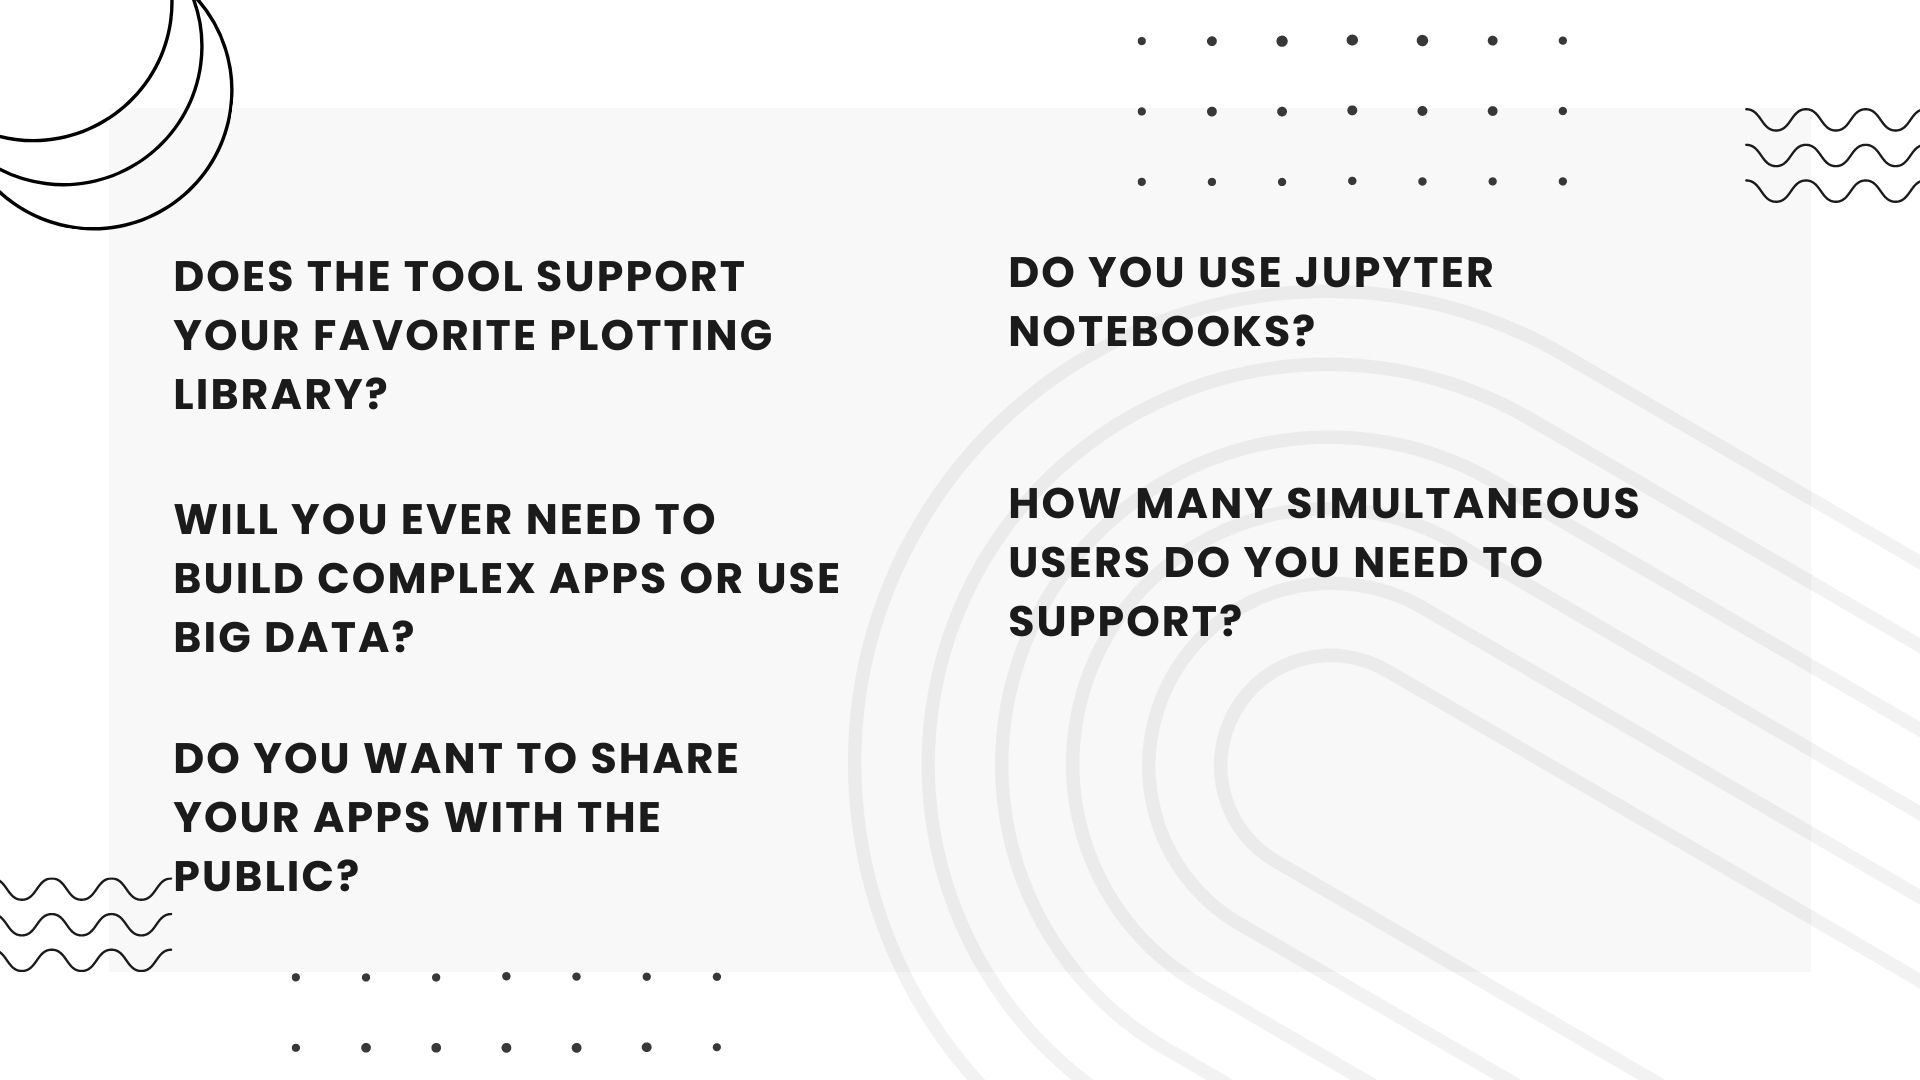 DOES THE TOOL SUPPORT
YOUR FAVORITE PLOTTING
LIBRARY?
WILL YOU EVER NEED TO
BUILD COMPLEX APPS OR USE
BIG DATA?
DO YOU WANT TO SHARE
YOUR APPS WITH THE
PUBLIC?
DO YOU USE JUPYTER
NOTEBOOKS?
HOW MANY SIMULTANEOUS
USERS DO YOU NEED TO
SUPPORT?